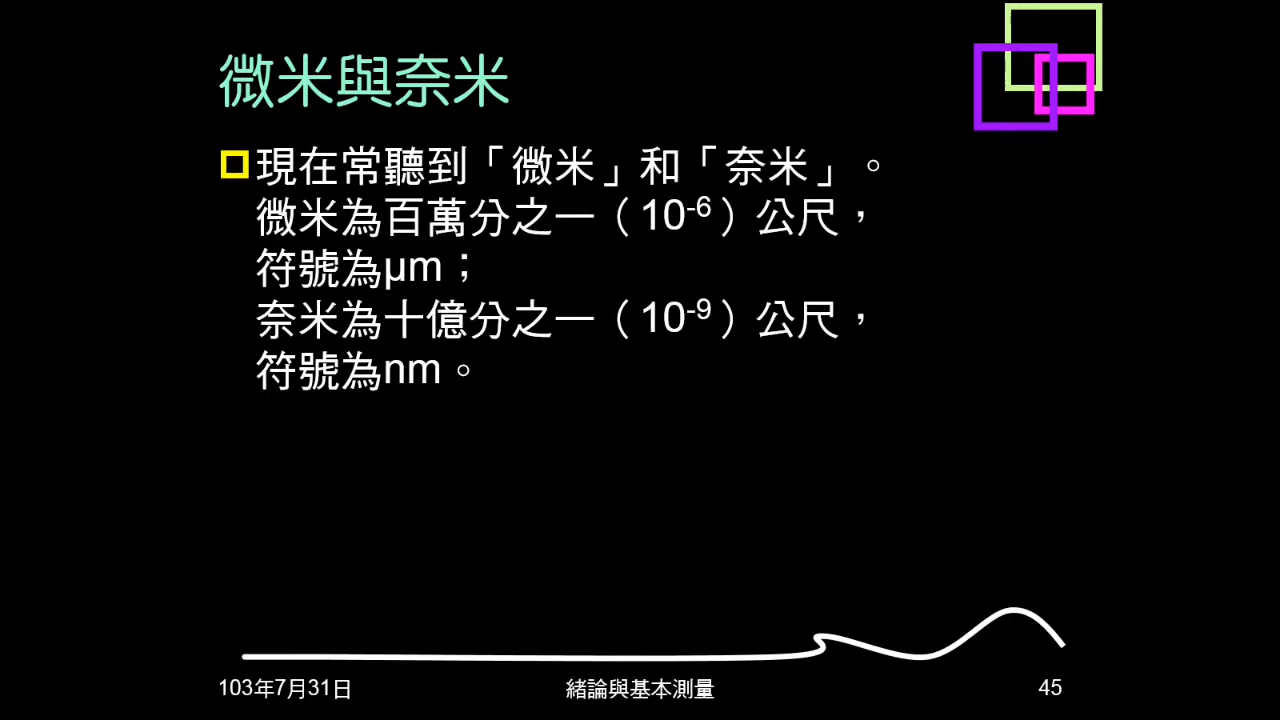 微米與奈米
現在常聽到「微米」和「奈米」。
微米為百萬分之一（10⁻⁶）公尺，
符號為μm；
奈米為十億分之一（10⁻⁹）公尺，
符號為nm。
103年7月31日
緒論與基本測量
45